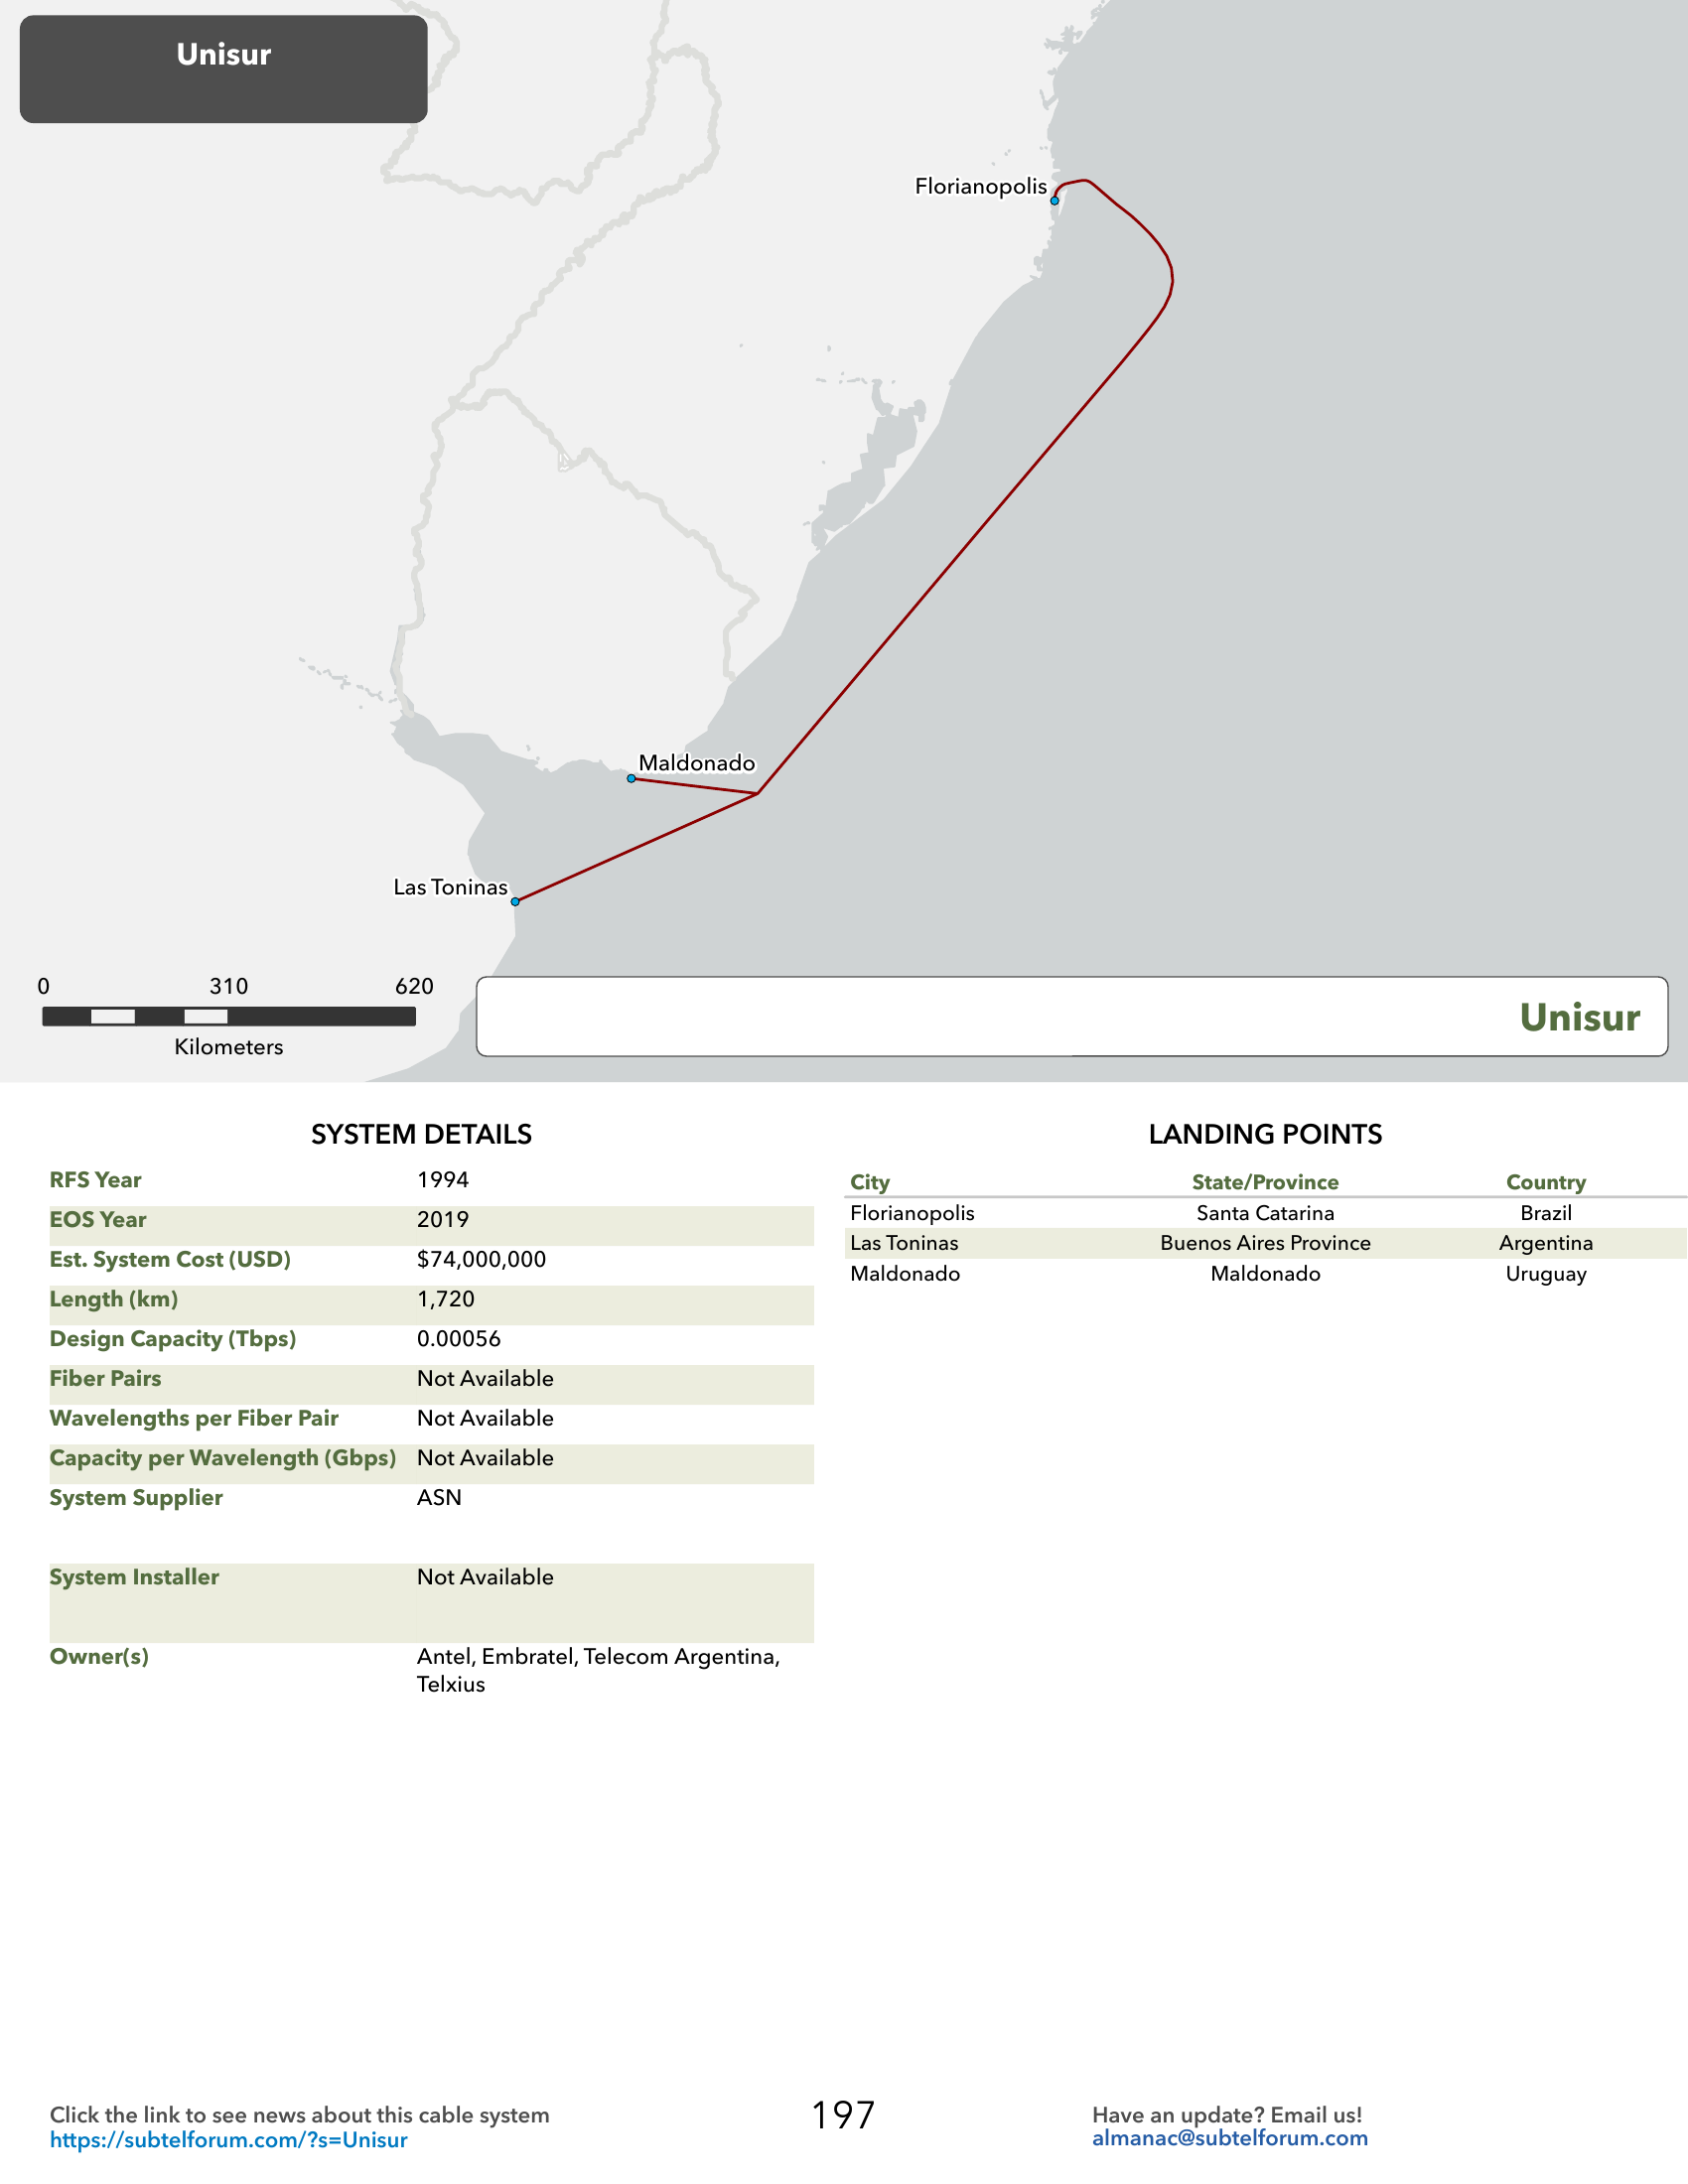 Unisur
Florianopolis
Maldonado
Las Toninas
0 310 620
Kilometers
Unisur
SYSTEM DETAILS
RFS Year 1994
EOS Year 2019
Est. System Cost (USD) $74,000,000
Length (km) 1,720
Design Capacity (Tbps) 0.00056
Fiber Pairs Not Available
Wavelengths per Fiber Pair Not Available
Capacity per Wavelength (Gbps) Not Available
System Supplier ASN
System Installer Not Available
Owner(s) Antel, Embratel, Telecom Argentina,
Telxius
LANDING POINTS
City State/Province Country
Florianopolis Santa Catarina Brazil
Las Toninas Buenos Aires Province Argentina
Maldonado Maldonado Uruguay
Click the link to see news about this cable system
https://subtelforum.com/?s=Unisur
197
Have an update? Email us!
almanac@subtelforum.com